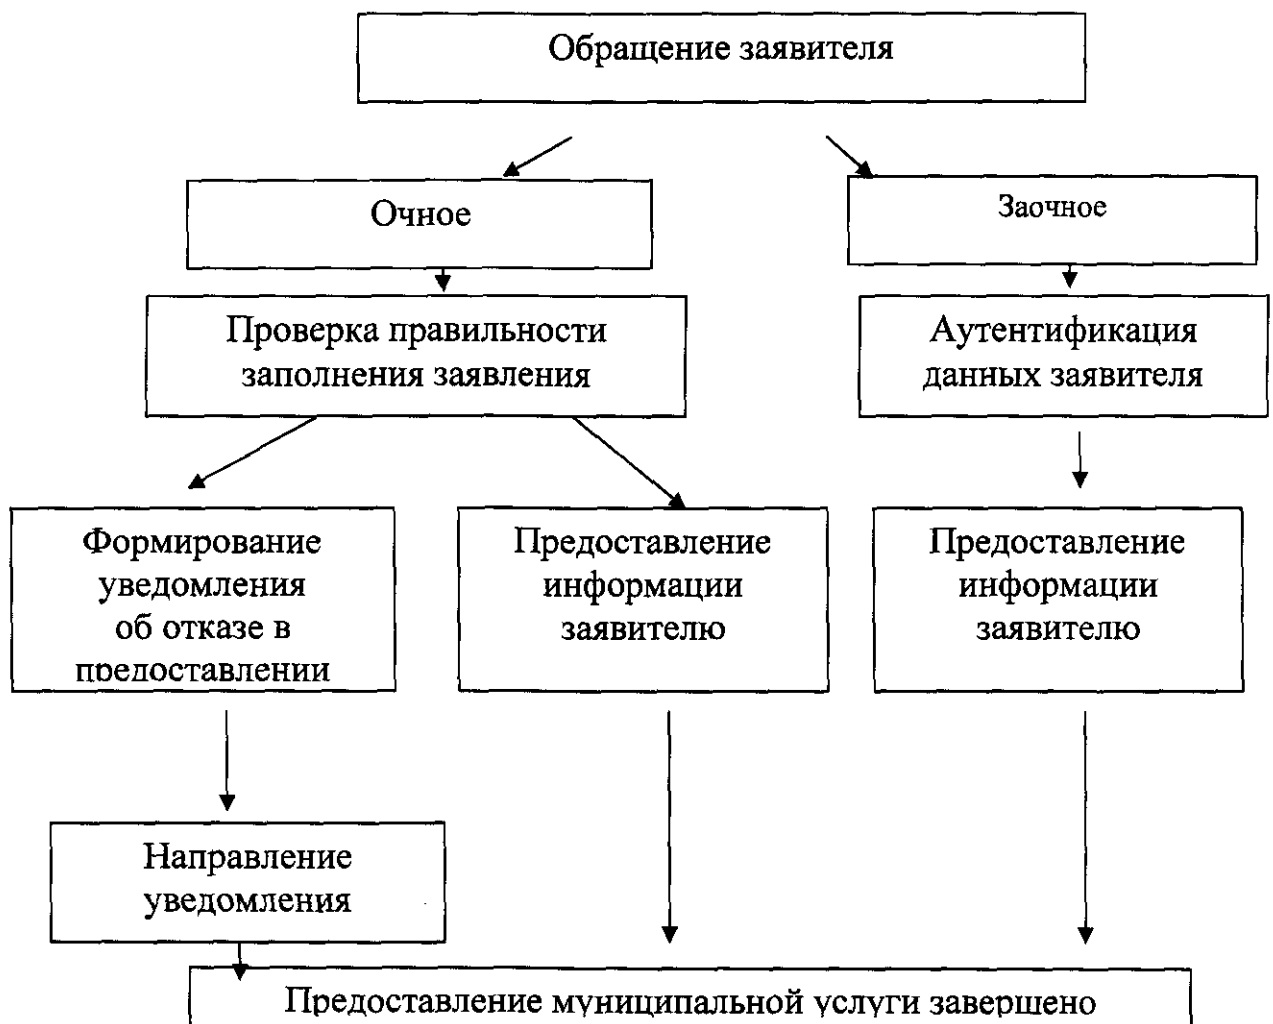 Обращение заявителя
Очное
Заочное
Проверка правильности
заполнения заявления
Аутентификация
данных заявителя
Формирование
уведомления
об отказе в
предоставлении
Предоставление
информации
заявителю
Предоставление
информации
заявителю
Направление
уведомления
Предоставление муниципальной услуги завершено